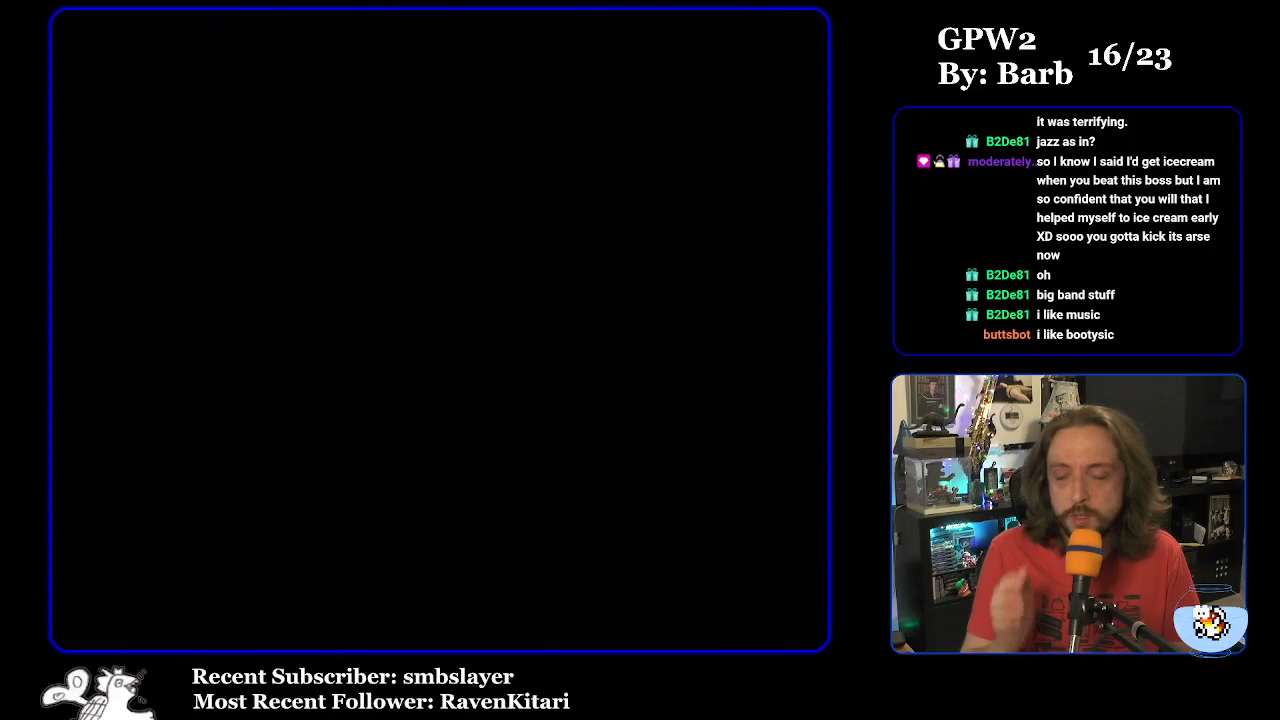 GPW2
By: Barb
16/23
it was terrifying.
B2De81 jazz as in?
moderately.. so I know I said I'd get icecream
when you beat this boss but I am
so confident that you will that I
helped myself to ice cream early
XD sooo you gotta kick its arse
now
B2De81 oh
B2De81 big band stuff
B2De81 i like music
buttsbot i like bootysic
Recent Subscriber: smbslayer
Most Recent Follower: RavenKitari